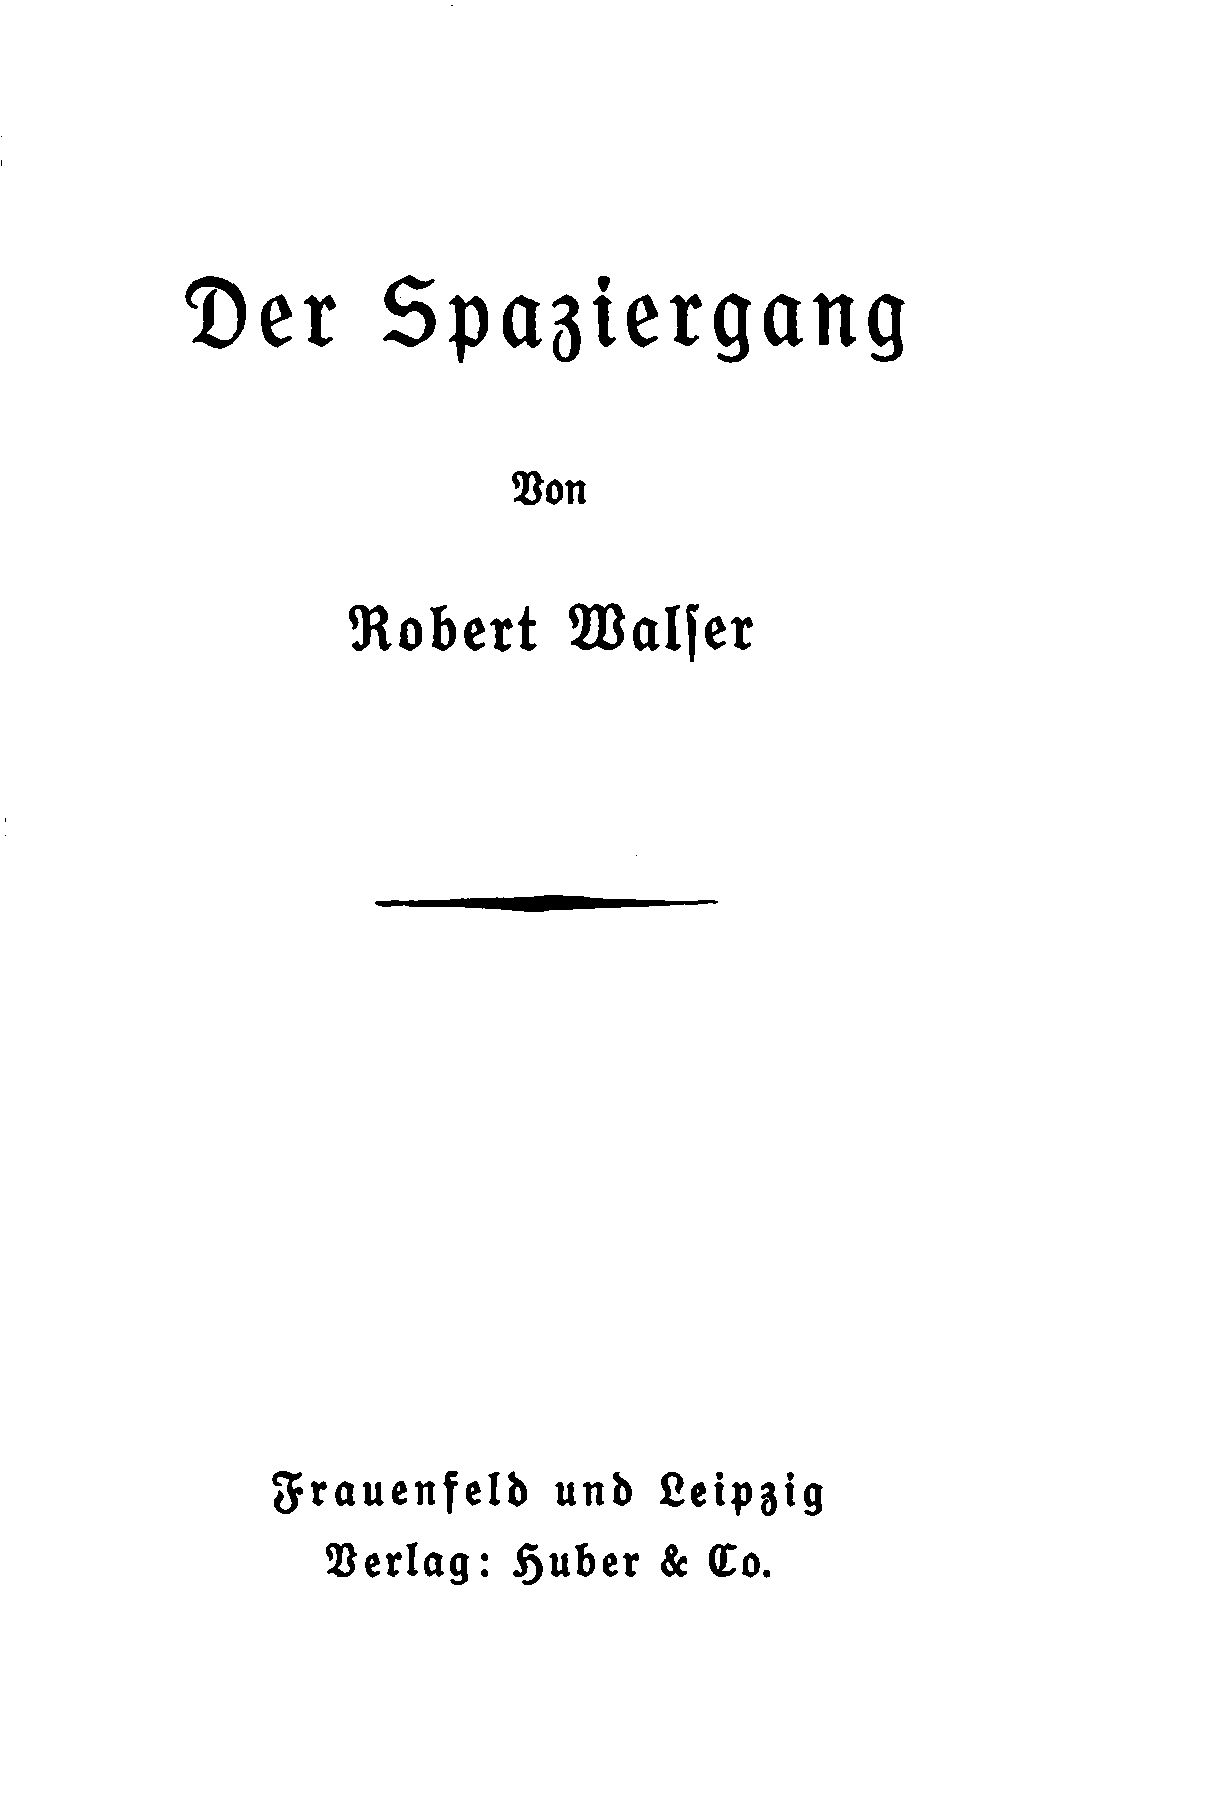 Der Spaziergang
Von
Robert Walſer
Frauenfeld und Leipzig
Verlag: Huber & Co.